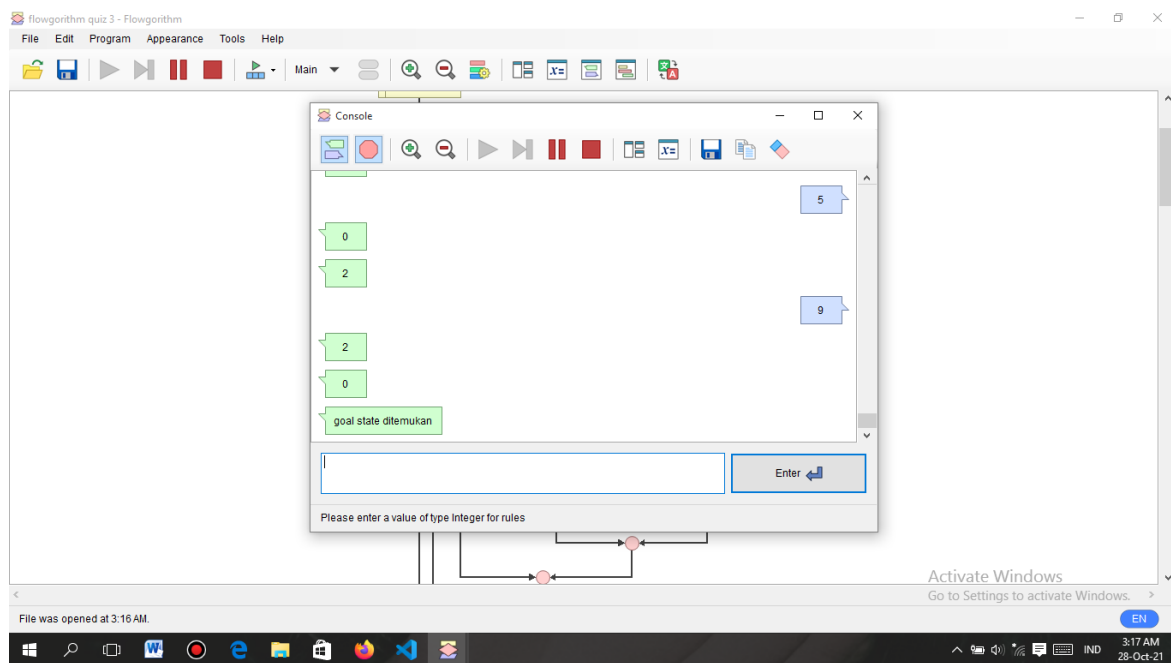 flowgorithm quiz 3 - Flowgorithm
File Edit Program Appearance Tools Help
Main
Console
5
0
2
9
2
0
goal state ditemukan
Enter
Please enter a value of type Integer for rules
Activate Windows
Go to Settings to activate Windows.
File was opened at 3:16 AM.
EN
IND
3:17 AM
28-Oct-21